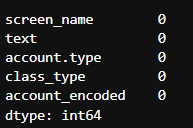 screen_name 0
text 0
account.type 0
class_type 0
account_encoded 0
dtype: int64